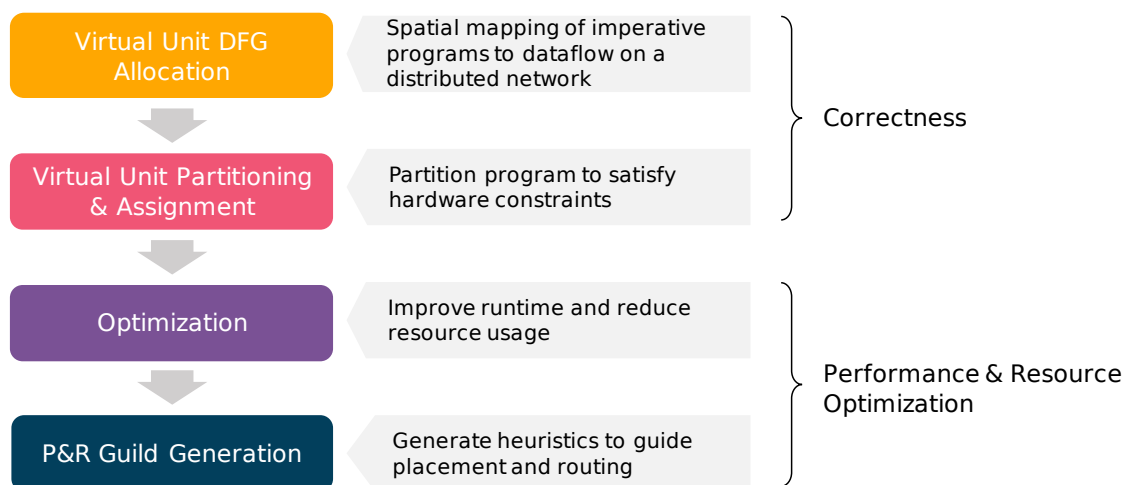 Virtual Unit DFG
Allocation
Spatial mapping of imperative
programs to dataflow on a
distributed network
Correctness
Virtual Unit Partitioning
& Assignment
Partition program to satisfy
hardware constraints
Optimization
Improve runtime and reduce
resource usage
Performance & Resource
Optimization
P&R Guild Generation
Generate heuristics to guide
placement and routing